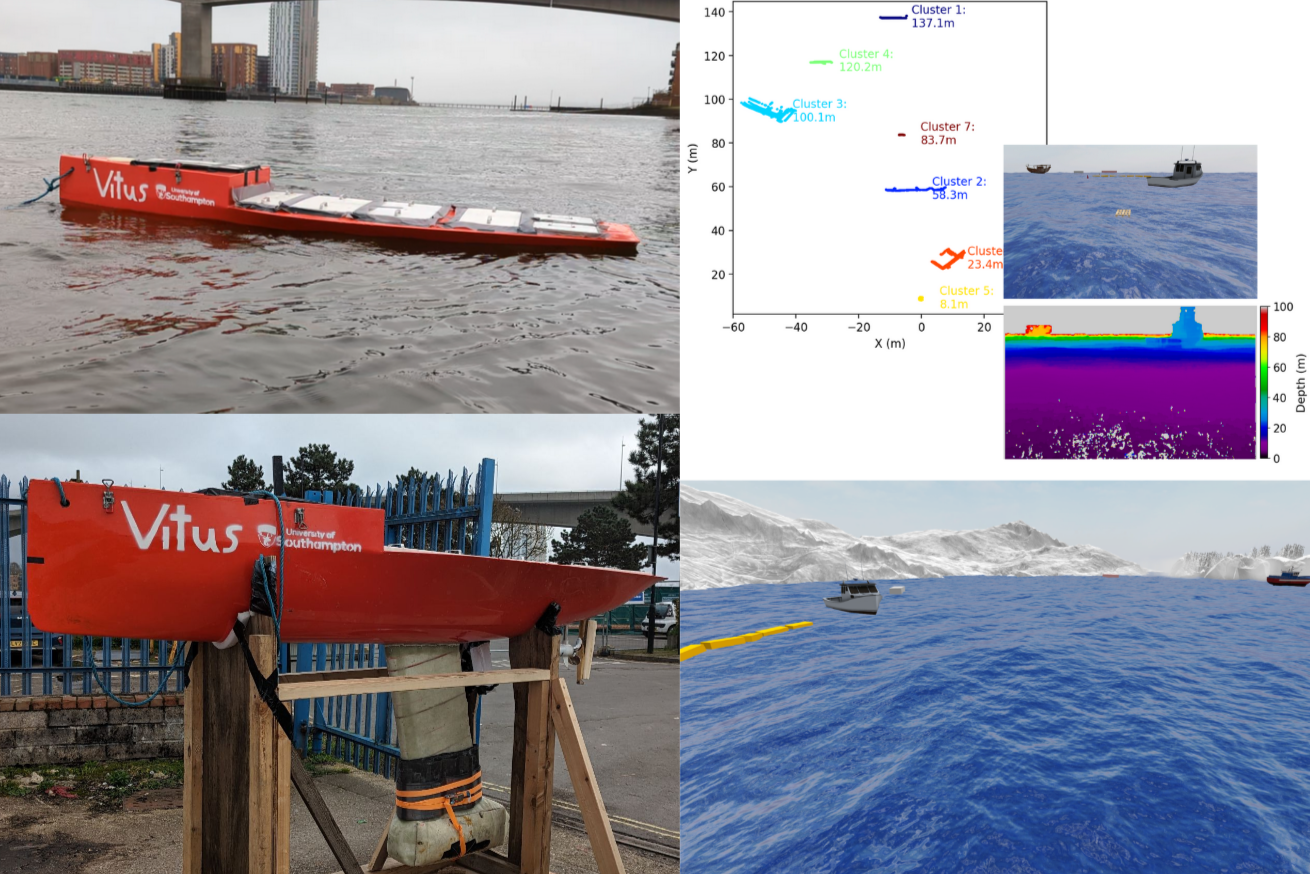 Vitus
University of
Southampton
140
120
100
80
60
40
20
Y (m)
−60
−40
−20
0
20
X (m)
Cluster 1:
137.1m
Cluster 4:
120.2m
Cluster 3:
100.1m
Cluster 7:
83.7m
Cluster 2:
58.3m
Cluste
23.4m
Cluster 5:
8.1m
100
80
60
40
20
0
Depth (m)
Vitus
University of
Southampton